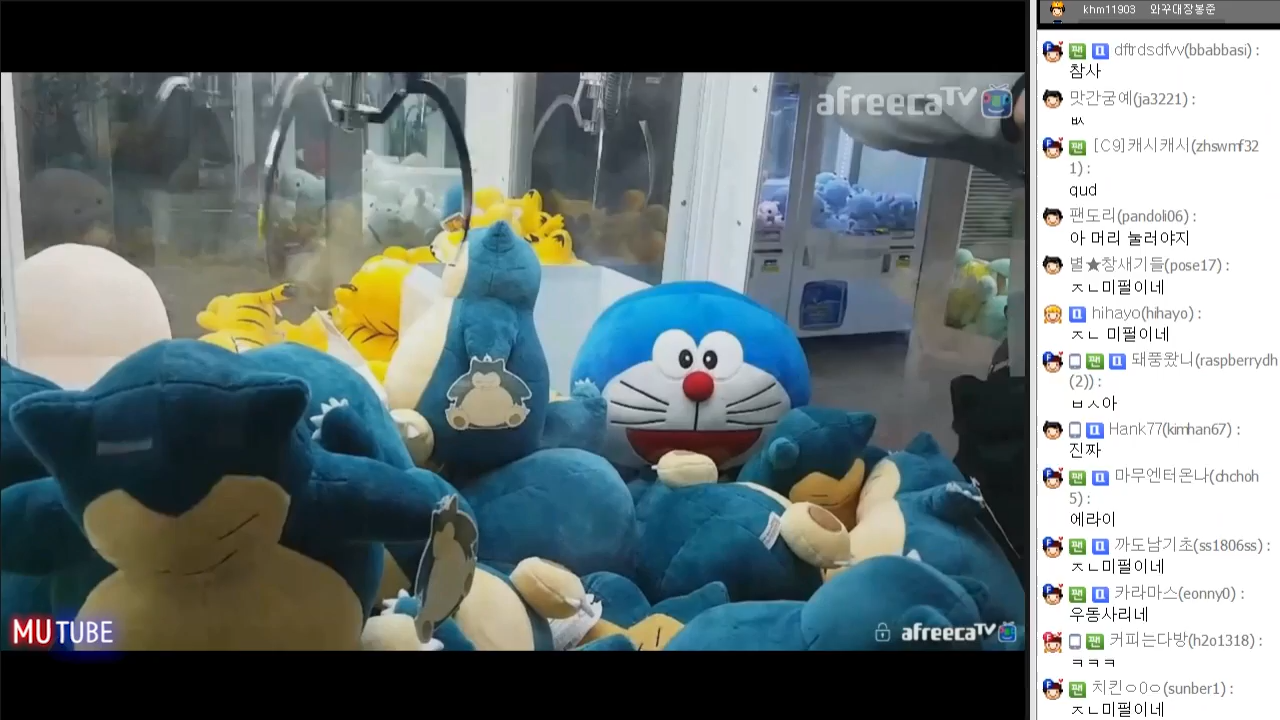 khm11903 와꾸대장봉준
afreecaTV
dftrdsdfvv(bbabbasi) :
참사
맛간궁예(ja3221) :
ㅄ
[C9]캐시캐시(zhswmf32
1) :
qud
팬도리(pandoli06) :
아 머리 눌러야지
별★창새기들(pose17) :
ㅈㄴ미필이네
hihayo(hihayo) :
ㅈㄴ 미필이네
돼풍왔니(raspberrydh
(2)) :
ㅂㅅ아
Hank77(kimhan67) :
진짜
마무엔터온나(chchoh
5) :
에라이
까도남기초(ss1806ss) :
ㅈㄴ미필이네
카라마스(eonny0) :
우동사리네
커피는다방(h2o1318) :
ㅋㅋㅋ
치킨ㅇ0ㅇ(sunber1) :
ㅈㄴ미필이네
MUTUBE
afreecaTV